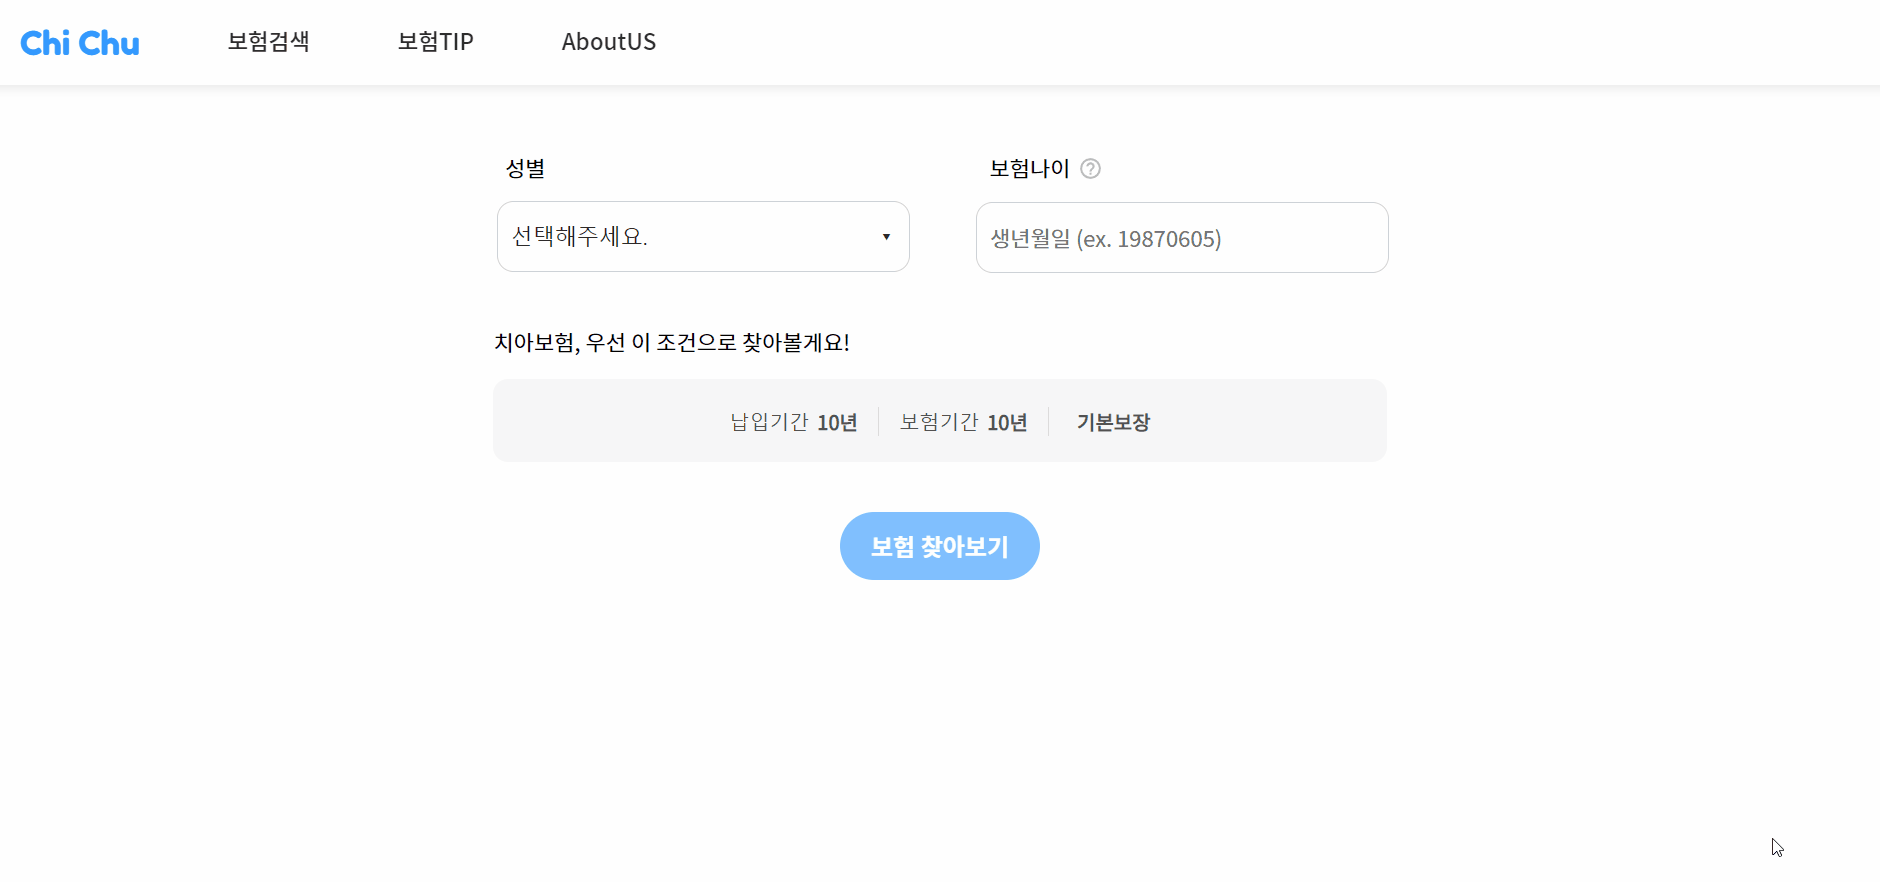 Chi Chu 보험검색 보험TIP AboutUS
성별 보험나이 ?
선택해주세요. 생년월일 (ex. 19870605)
치아보험, 우선 이 조건으로 찾아볼게요!
납입기간 10년 보험기간 10년 기본보장
보험 찾아보기